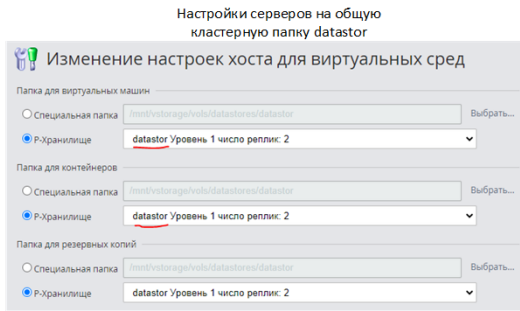 Настройки серверов на общую
кластерную папку datastor
Изменение настроек хоста для виртуальных сред
Папка для виртуальных машин
Специальная папка /mnt/vstorage/vols/datastores/datastor Выбрать...
Р-Хранилище datastor Уровень 1 число реплик: 2
Папка для контейнеров
Специальная папка /mnt/vstorage/vols/datastores/datastor Выбрать...
Р-Хранилище datastor Уровень 1 число реплик: 2
Папка для резервных копий
Специальная папка /mnt/vstorage/vols/datastores/datastor Выбрать...
Р-Хранилище datastor Уровень 1 число реплик: 2